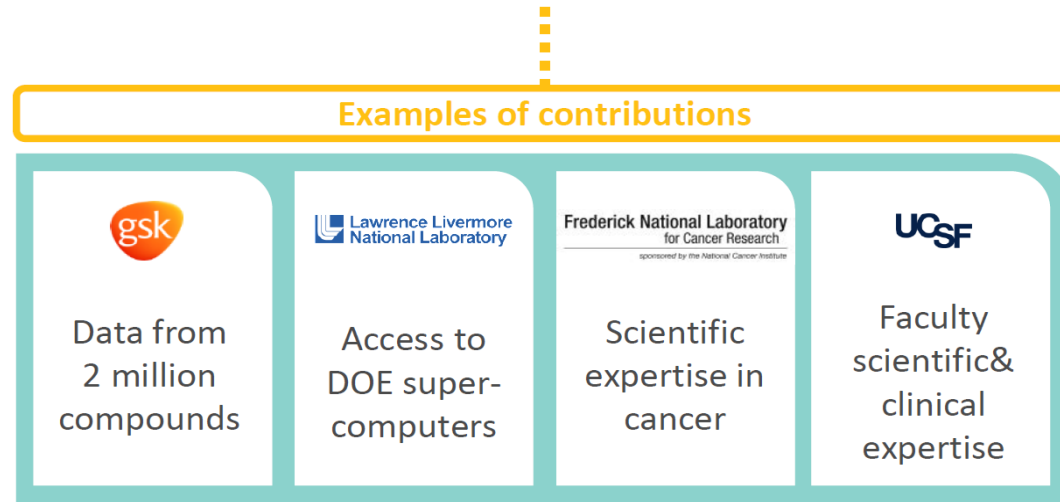 Examples of contributions
gsk
Data from
2 million
compounds
Lawrence Livermore
National Laboratory
Access to
DOE super-
computers
Frederick National Laboratory
for Cancer Research
sponsored by the National Cancer Institute
Scientific
expertise in
cancer
UCSF
Faculty
scientific&
clinical
expertise